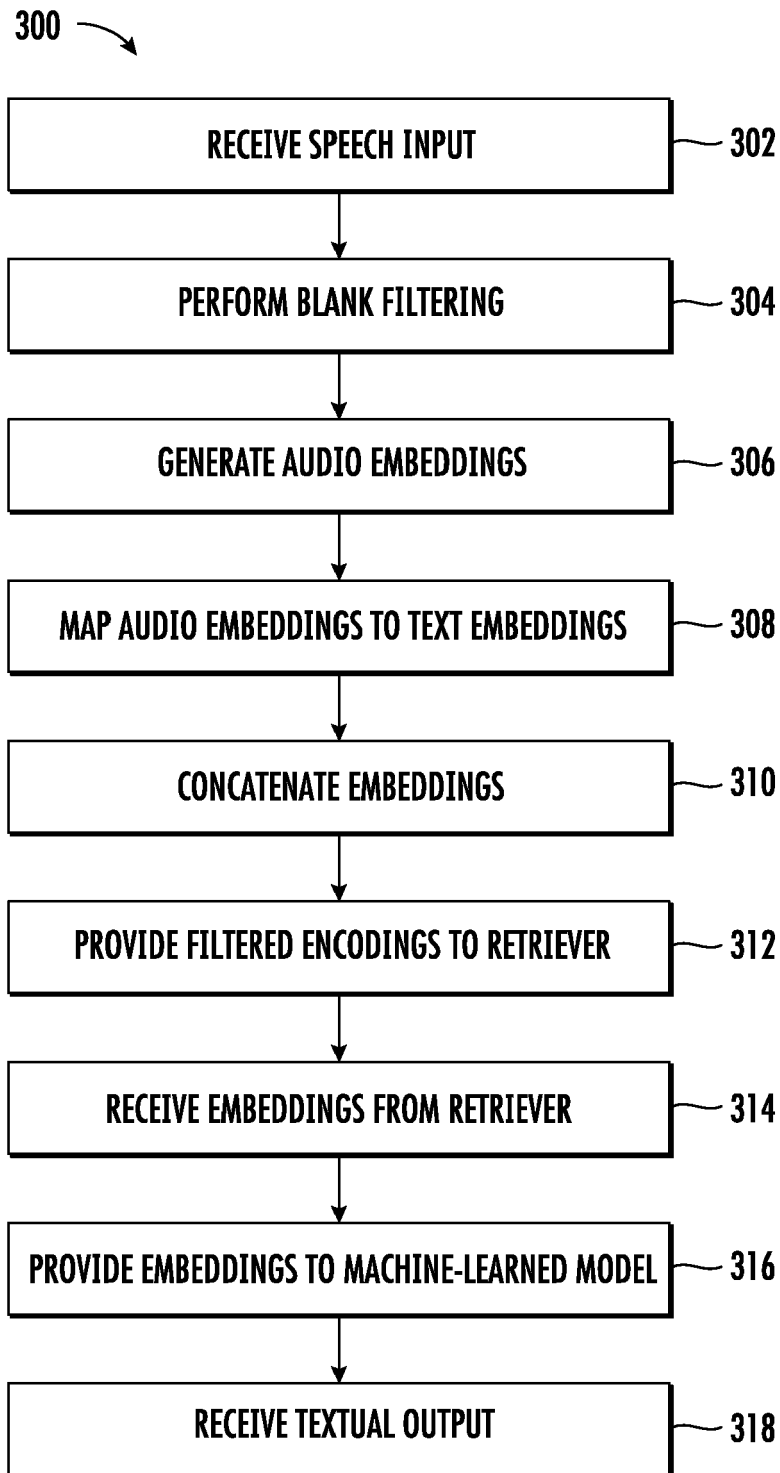 300
RECEIVE SPEECH INPUT 302
PERFORM BLANK FILTERING 304
GENERATE AUDIO EMBEDDINGS 306
MAP AUDIO EMBEDDINGS TO TEXT EMBEDDINGS 308
CONCATENATE EMBEDDINGS 310
PROVIDE FILTERED ENCODINGS TO RETRIEVER 312
RECEIVE EMBEDDINGS FROM RETRIEVER 314
PROVIDE EMBEDDINGS TO MACHINE-LEARNED MODEL 316
RECEIVE TEXTUAL OUTPUT 318